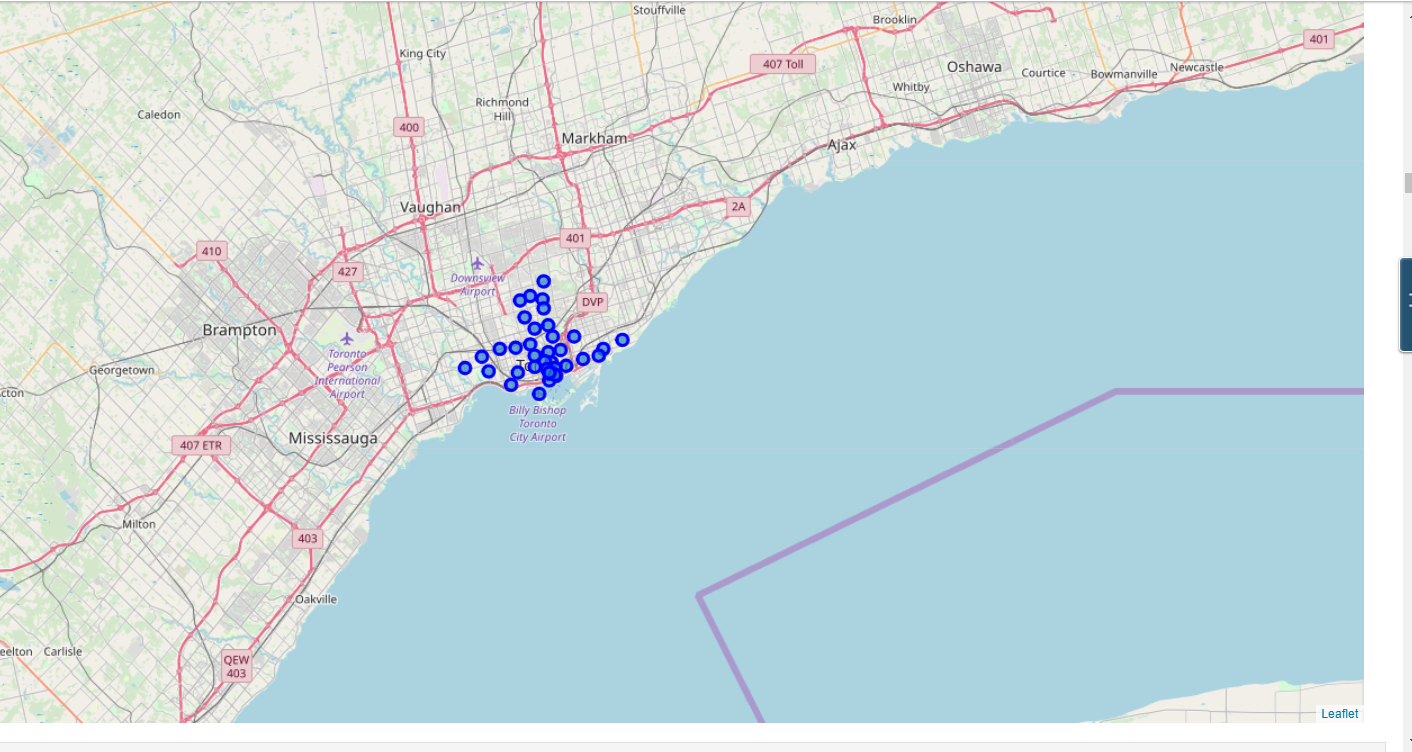 Stouffville
Brooklin
401
King City
407 Toll
Oshawa
Newcastle
Courtice
Bowmanville
Whitby
Richmond
Hill
Caledon
400
Markham
Ajax
Vaughan
2A
401
410
427
Downsview
Airport
DVP
Brampton
Toronto
Pearson
International
Airport
Georgetown
Billy Bishop
Toronto
City Airport
Mississauga
407 ETR
Milton
403
Oakville
Carlisle
QEW
403
Leaflet